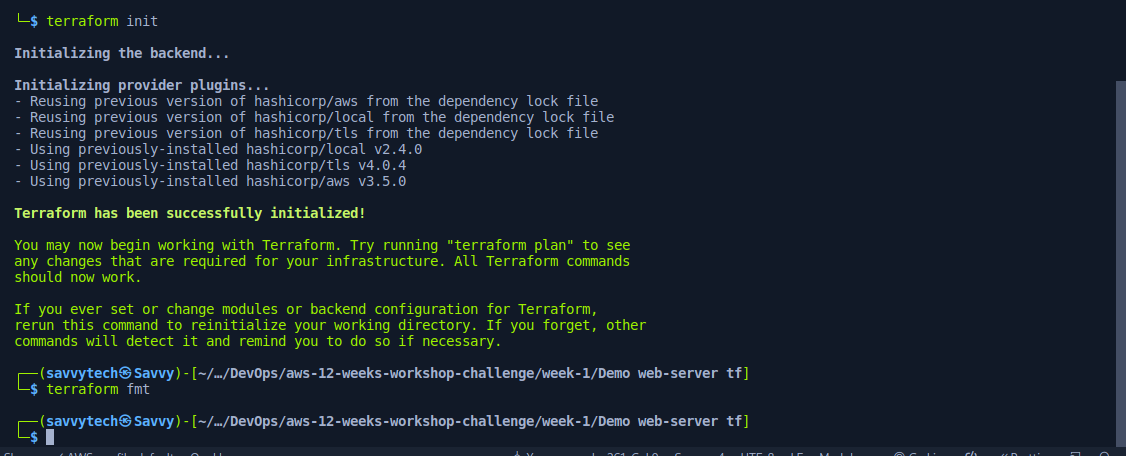 └─$ terraform init
Initializing the backend...
Initializing provider plugins...
- Reusing previous version of hashicorp/aws from the dependency lock file
- Reusing previous version of hashicorp/local from the dependency lock file
- Reusing previous version of hashicorp/tls from the dependency lock file
- Using previously-installed hashicorp/local v2.4.0
- Using previously-installed hashicorp/tls v4.0.4
- Using previously-installed hashicorp/aws v3.5.0
Terraform has been successfully initialized!
You may now begin working with Terraform. Try running "terraform plan" to see
any changes that are required for your infrastructure. All Terraform commands
should now work.
If you ever set or change modules or backend configuration for Terraform,
rerun this command to reinitialize your working directory. If you forget, other
commands will detect it and remind you to do so if necessary.
┌──(savvytech㉿Savvy)-[~/…/DevOps/aws-12-weeks-workshop-challenge/week-1/Demo web-server tf]
└─$ terraform fmt
┌──(savvytech㉿Savvy)-[~/…/DevOps/aws-12-weeks-workshop-challenge/week-1/Demo web-server tf]
└─$